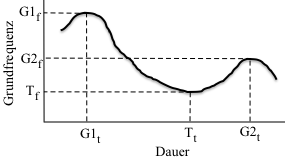 G1f
G2f
Tf
Grundfrequenz
G1t
Tt
G2t
Dauer